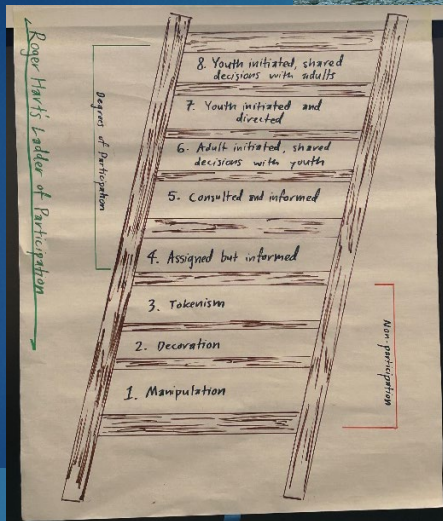 Roger Hart's Ladder of Participation
Degrees of Participation
8. Youth initiated, shared
decisions with adults
7. Youth initiated and
directed
6. Adult initiated, shared
decisions with youth
5. Consulted and informed
4. Assigned but informed
3. Tokenism
2. Decoration
1. Manipulation
Non-participation